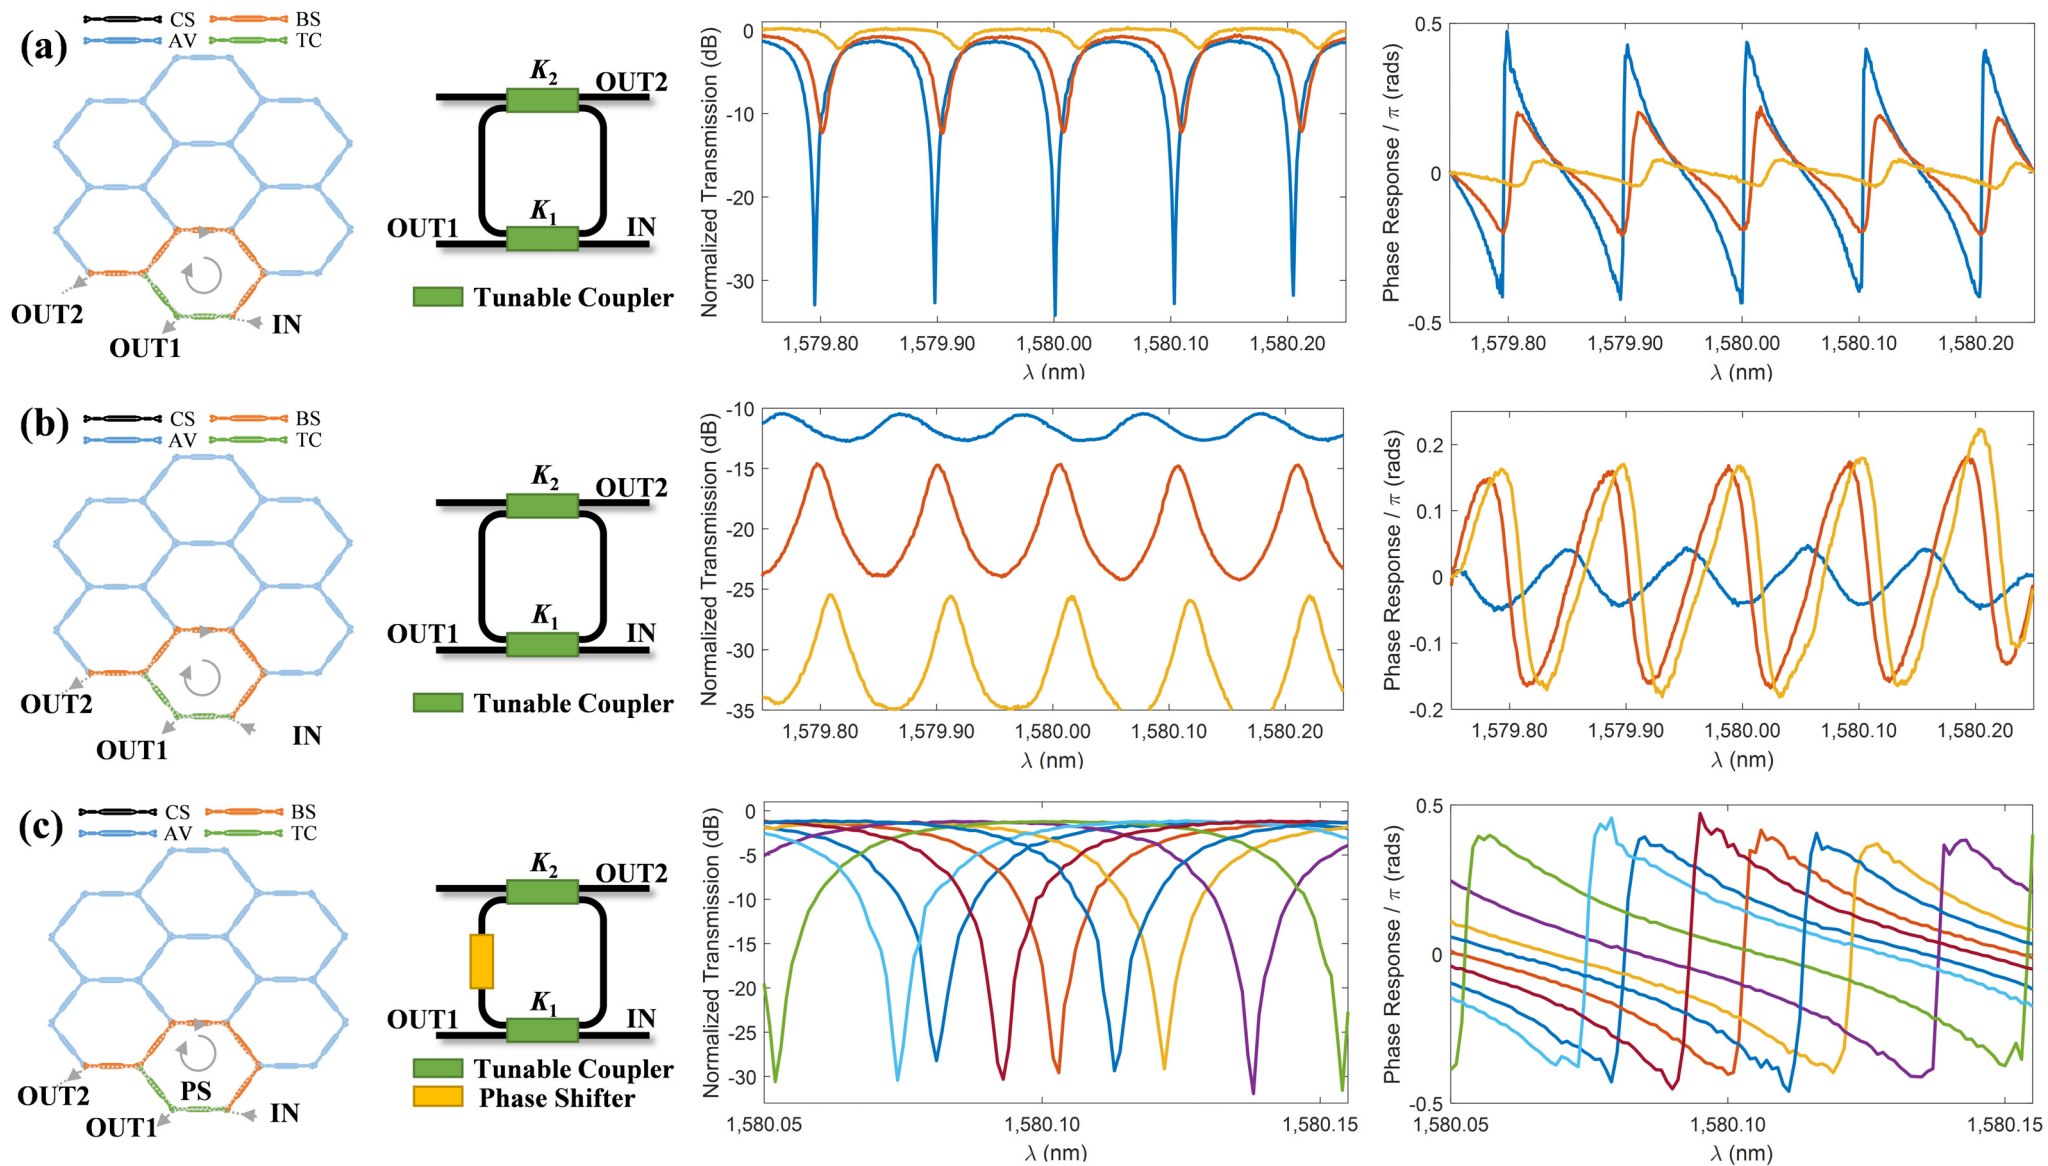 (a)
CS BS
AV TC
OUT2
OUT1
IN
K2
OUT2
K1
OUT1 IN
Tunable Coupler
Normalized Transmission (dB)
0
-10
-20
-30
1,579.80 1,579.90 1,580.00 1,580.10 1,580.20
λ (nm)
Phase Response / π (rads)
0.5
0
-0.5
1,579.80 1,579.90 1,580.00 1,580.10 1,580.20
λ (nm)
(b)
CS BS
AV TC
OUT2
OUT1
IN
K2
OUT2
K1
OUT1 IN
Tunable Coupler
Normalized Transmission (dB)
-10
-15
-20
-25
-30
-35
1,579.80 1,579.90 1,580.00 1,580.10 1,580.20
λ (nm)
Phase Response / π (rads)
0.2
0.1
0
-0.1
-0.2
1,579.80 1,579.90 1,580.00 1,580.10 1,580.20
λ (nm)
(c)
CS BS
AV TC
PS
OUT2
OUT1
IN
K2
OUT2
K1
OUT1 IN
Tunable Coupler
Phase Shifter
Normalized Transmission (dB)
0
-5
-10
-15
-20
-25
-30
1,580.05 1,580.10 1,580.15
λ (nm)
Phase Response / π (rads)
0.5
0
-0.5
1,580.05 1,580.10 1,580.15
λ (nm)